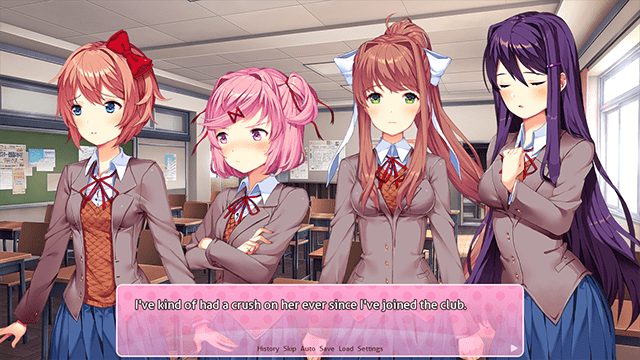 I've kind of had a crush on her ever since I've joined the club.
History Skip Auto Save Load Settings